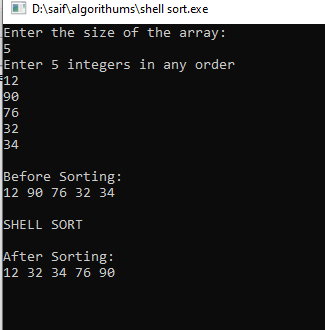 D:\saif\algorithums\shell sort.exe
Enter the size of the array:
5
Enter 5 integers in any order
12
90
76
32
34
Before Sorting:
12 90 76 32 34
SHELL SORT
After Sorting:
12 32 34 76 90